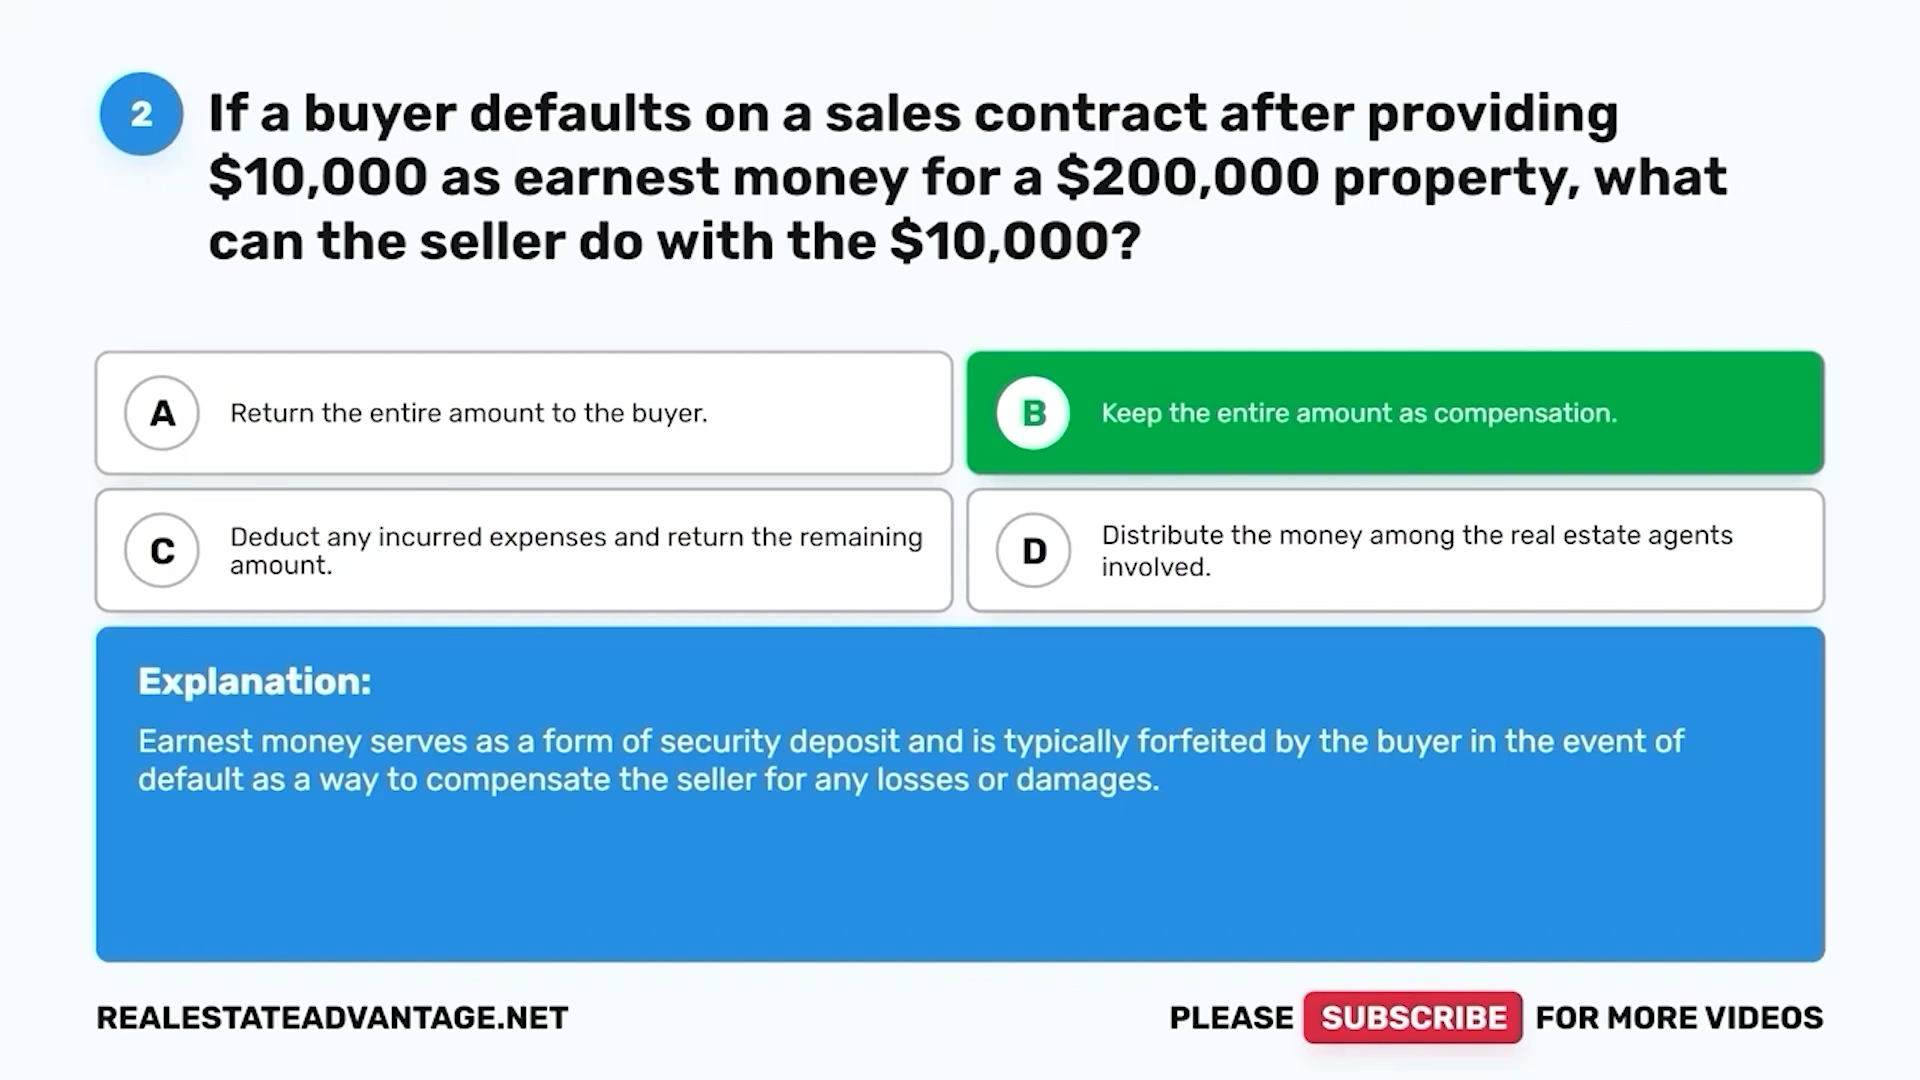 2
If a buyer defaults on a sales contract after providing
$10,000 as earnest money for a $200,000 property, what
can the seller do with the $10,000?
A Return the entire amount to the buyer.
B Keep the entire amount as compensation.
C Deduct any incurred expenses and return the remaining
amount.
D Distribute the money among the real estate agents
involved.
Explanation:
Earnest money serves as a form of security deposit and is typically forfeited by the buyer in the event of
default as a way to compensate the seller for any losses or damages.
REALESTATEADVANTAGE.NET
PLEASE SUBSCRIBE FOR MORE VIDEOS